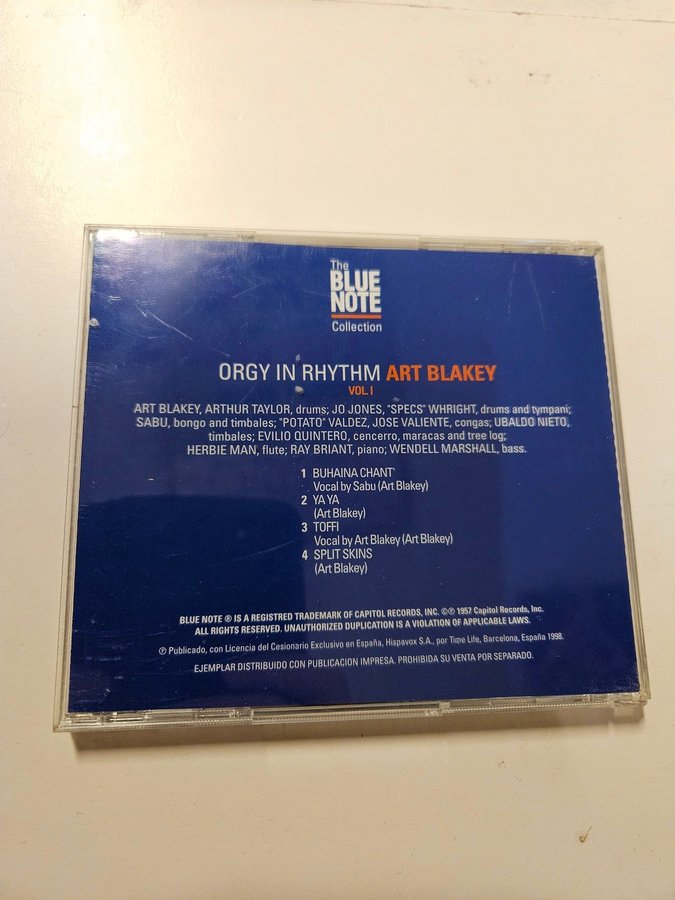 The
BLUE
NOTE
Collection
ORGY IN RHYTHM ART BLAKEY
VOL I
ART BLAKEY, ARTHUR TAYLOR, drums; JO JONES, "SPECS" WHRIGHT, drums and tympani;
SABU, bongo and timbales; "POTATO" VALDEZ, JOSE VALIENTE, congas; UBALDO NIETO,
timbales; EVILIO QUINTERO, cencerro, maracas and tree log;
HERBIE MAN, flute; RAY BRIANT, piano; WENDELL MARSHALL, bass.
1 BUHAINA CHANT
Vocal by Sabu (Art Blakey)
2 YA YA
(Art Blakey)
3 TOFFI
Vocal by Art Blakey (Art Blakey)
4 SPLIT SKINS
(Art Blakey)
BLUE NOTE ® IS A REGISTRED TRADEMARK OF CAPITOL RECORDS, INC. ©℗ 1957 Capitol Records, Inc.
ALL RIGHTS RESERVED. UNAUTHORIZED DUPLICATION IS A VIOLATION OF APPLICABLE LAWS.
℗ Publicado, con Licencia del Cesionario Exclusivo en España, Hispavox S.A., por Time Life, Barcelona, España 1998.
EJEMPLAR DISTRIBUIDO CON PUBLICACION IMPRESA. PROHIBIDA SU VENTA POR SEPARADO.